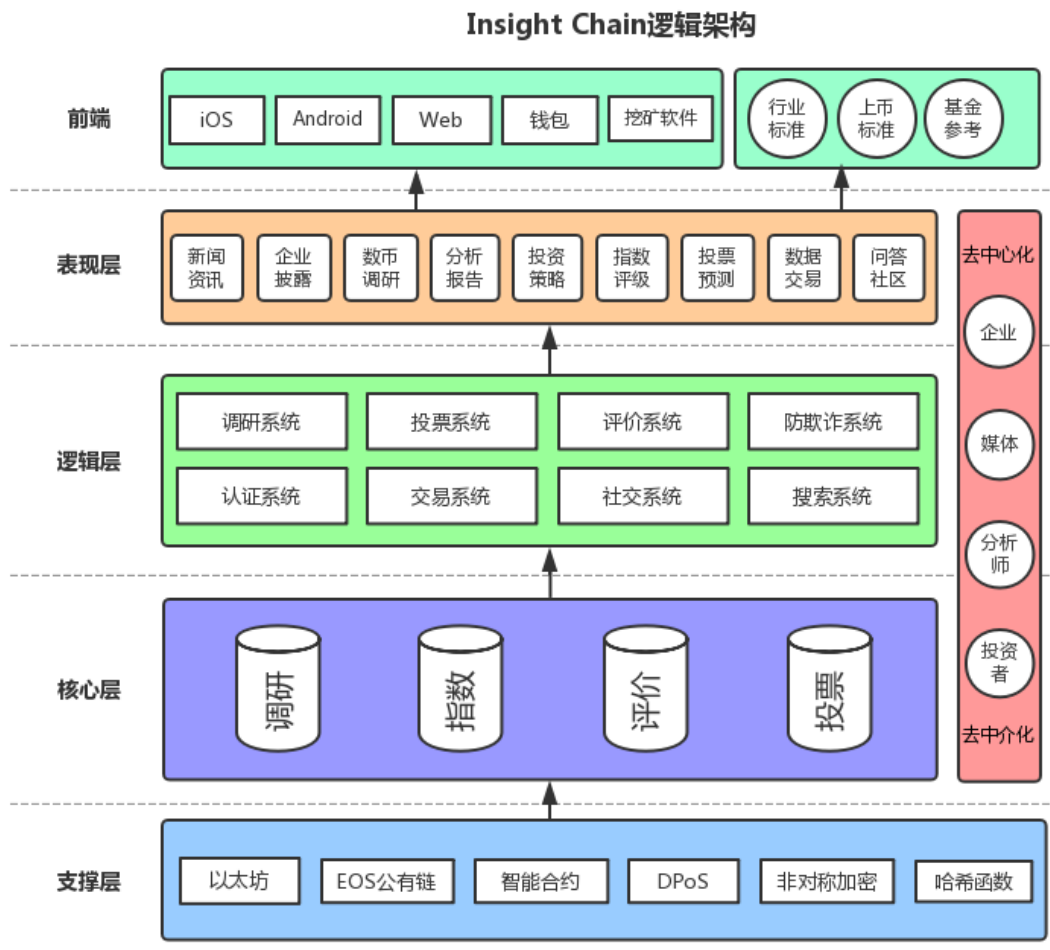 Insight Chain逻辑架构
前端
iOS
Android
Web
钱包
挖矿软件
行业
标准
上币
标准
基金
参考
表现层
新闻
资讯
企业
披露
数币
调研
分析
报告
投资
策略
指数
评级
投票
预测
数据
交易
问答
社区
去中心化
企业
媒体
分析
师
投资
者
去中介化
逻辑层
调研系统
投票系统
评价系统
防欺诈系统
认证系统
交易系统
社交系统
搜索系统
核心层
调研
指数
评价
投票
支撑层
以太坊
EOS公有链
智能合约
DPoS
非对称加密
哈希函数